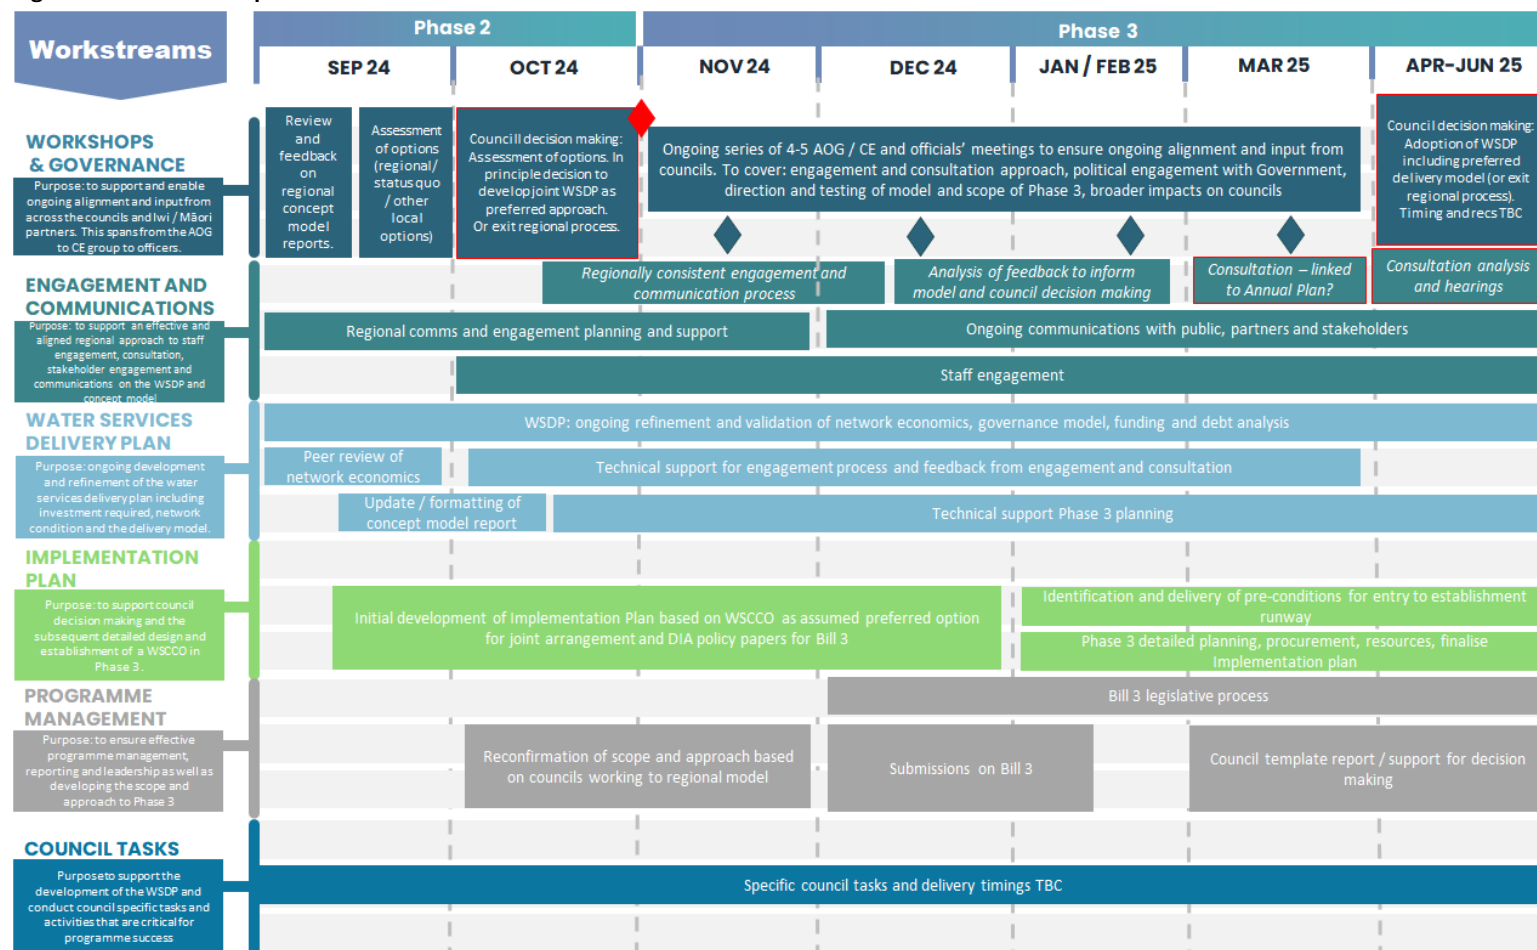 Workstreams
Phase 2
Phase 3
SEP 24
OCT 24
NOV 24
DEC 24
JAN / FEB 25
MAR 25
APR-JUN 25
WORKSHOPS
& GOVERNANCE
Purpose: to support and enable
ongoing alignment and input from
across the councils and Iwi / Māori
partners. This spans from the AOG
to CE group to officers.
Review
and
feedback
on
regional
concept
model
reports.
Assessment
of options
(regional/
status quo
/ other
local
options)
Councill decision making:
Assessment of options. In
principle decision to
develop joint WSDP as
preferred approach.
Or exit regional process.
Ongoing series of 4-5 AOG / CE and officials' meetings to ensure ongoing alignment and input from
councils. To cover: engagement and consultation approach, political engagement with Government,
direction and testing of model and scope of Phase 3, broader impacts on councils
Council decision making:
Adoption of WSDP
including preferred
delivery model (or exit
regional process).
Timing and recs TBC
ENGAGEMENT AND
COMMUNICATIONS
Purpose: to support an effective and
aligned regional approach to staff
engagement, consultation,
stakeholder engagement and
communications on the WSDP and
concept model
Regionally consistent engagement and
communication process
Analysis of feedback to inform
model and council decision making
Consultation – linked
to Annual Plan?
Consultation analysis
and hearings
Regional comms and engagement planning and support
Ongoing communications with public, partners and stakeholders
Staff engagement
WATER SERVICES
DELIVERY PLAN
Purpose: ongoing development
and refinement of the water
services delivery plan including
investment required, network
condition and the delivery model.
WSDP: ongoing refinement and validation of network economics, governance model, funding and debt analysis
Peer review of
network economics
Technical support for engagement process and feedback from engagement and consultation
Update / formatting of
concept model report
Technical support Phase 3 planning
IMPLEMENTATION
PLAN
Purpose: to support council
decision making and the
subsequent detailed design and
establishment of a WSCCO in
Phase 3.
Initial development of Implementation Plan based on WSCCO as assumed preferred option
for joint arrangement and DIA policy papers for Bill 3
Identification and delivery of pre-conditions for entry to establishment
runway
Phase 3 detailed planning, procurement, resources, finalise
Implementation plan
PROGRAMME
MANAGEMENT
Purpose: to ensure effective
programme management,
reporting and leadership as well as
developing the scope and
approach to Phase 3
Bill 3 legislative process
Reconfirmation of scope and approach based
on councils working to regional model
Submissions on Bill 3
Council template report / support for decision
making
COUNCIL TASKS
Purpose to support the
development of the WSDP and
conduct council specific tasks and
activities that are critical for
programme success
Specific council tasks and delivery timings TBC